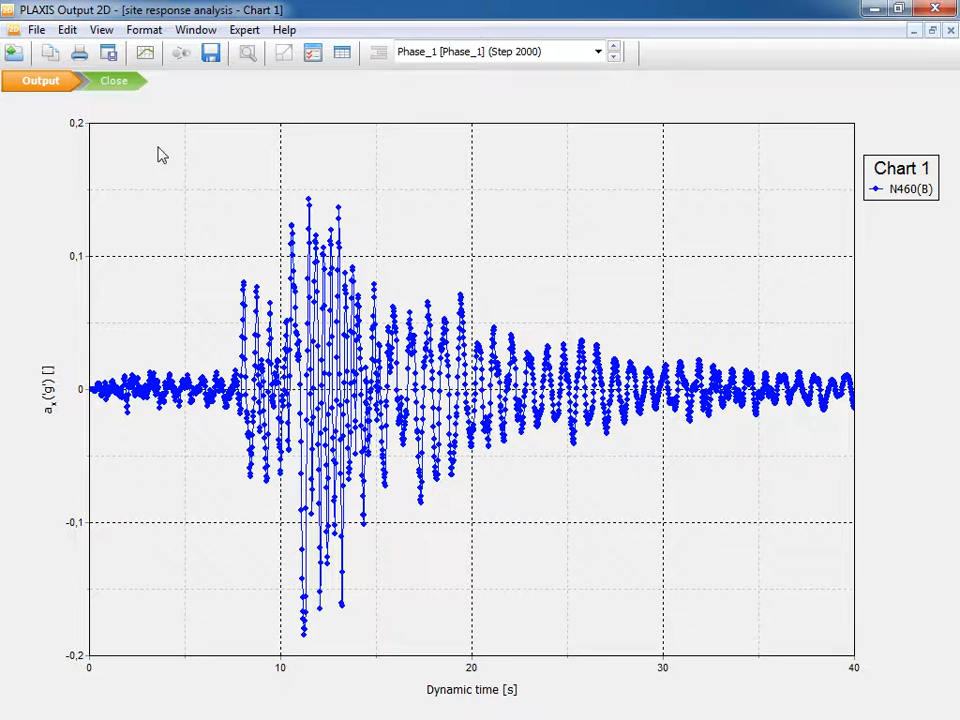 PLAXIS Output 2D - [site response analysis - Chart 1]
File Edit View Format Window Expert Help
Phase_1 [Phase_1] (Step 2000)
Output Close
Chart 1
N460(B)
0,2
0,1
0
-0,1
-0,2
aₓ ('g') []
0 10 20 30 40
Dynamic time [s]